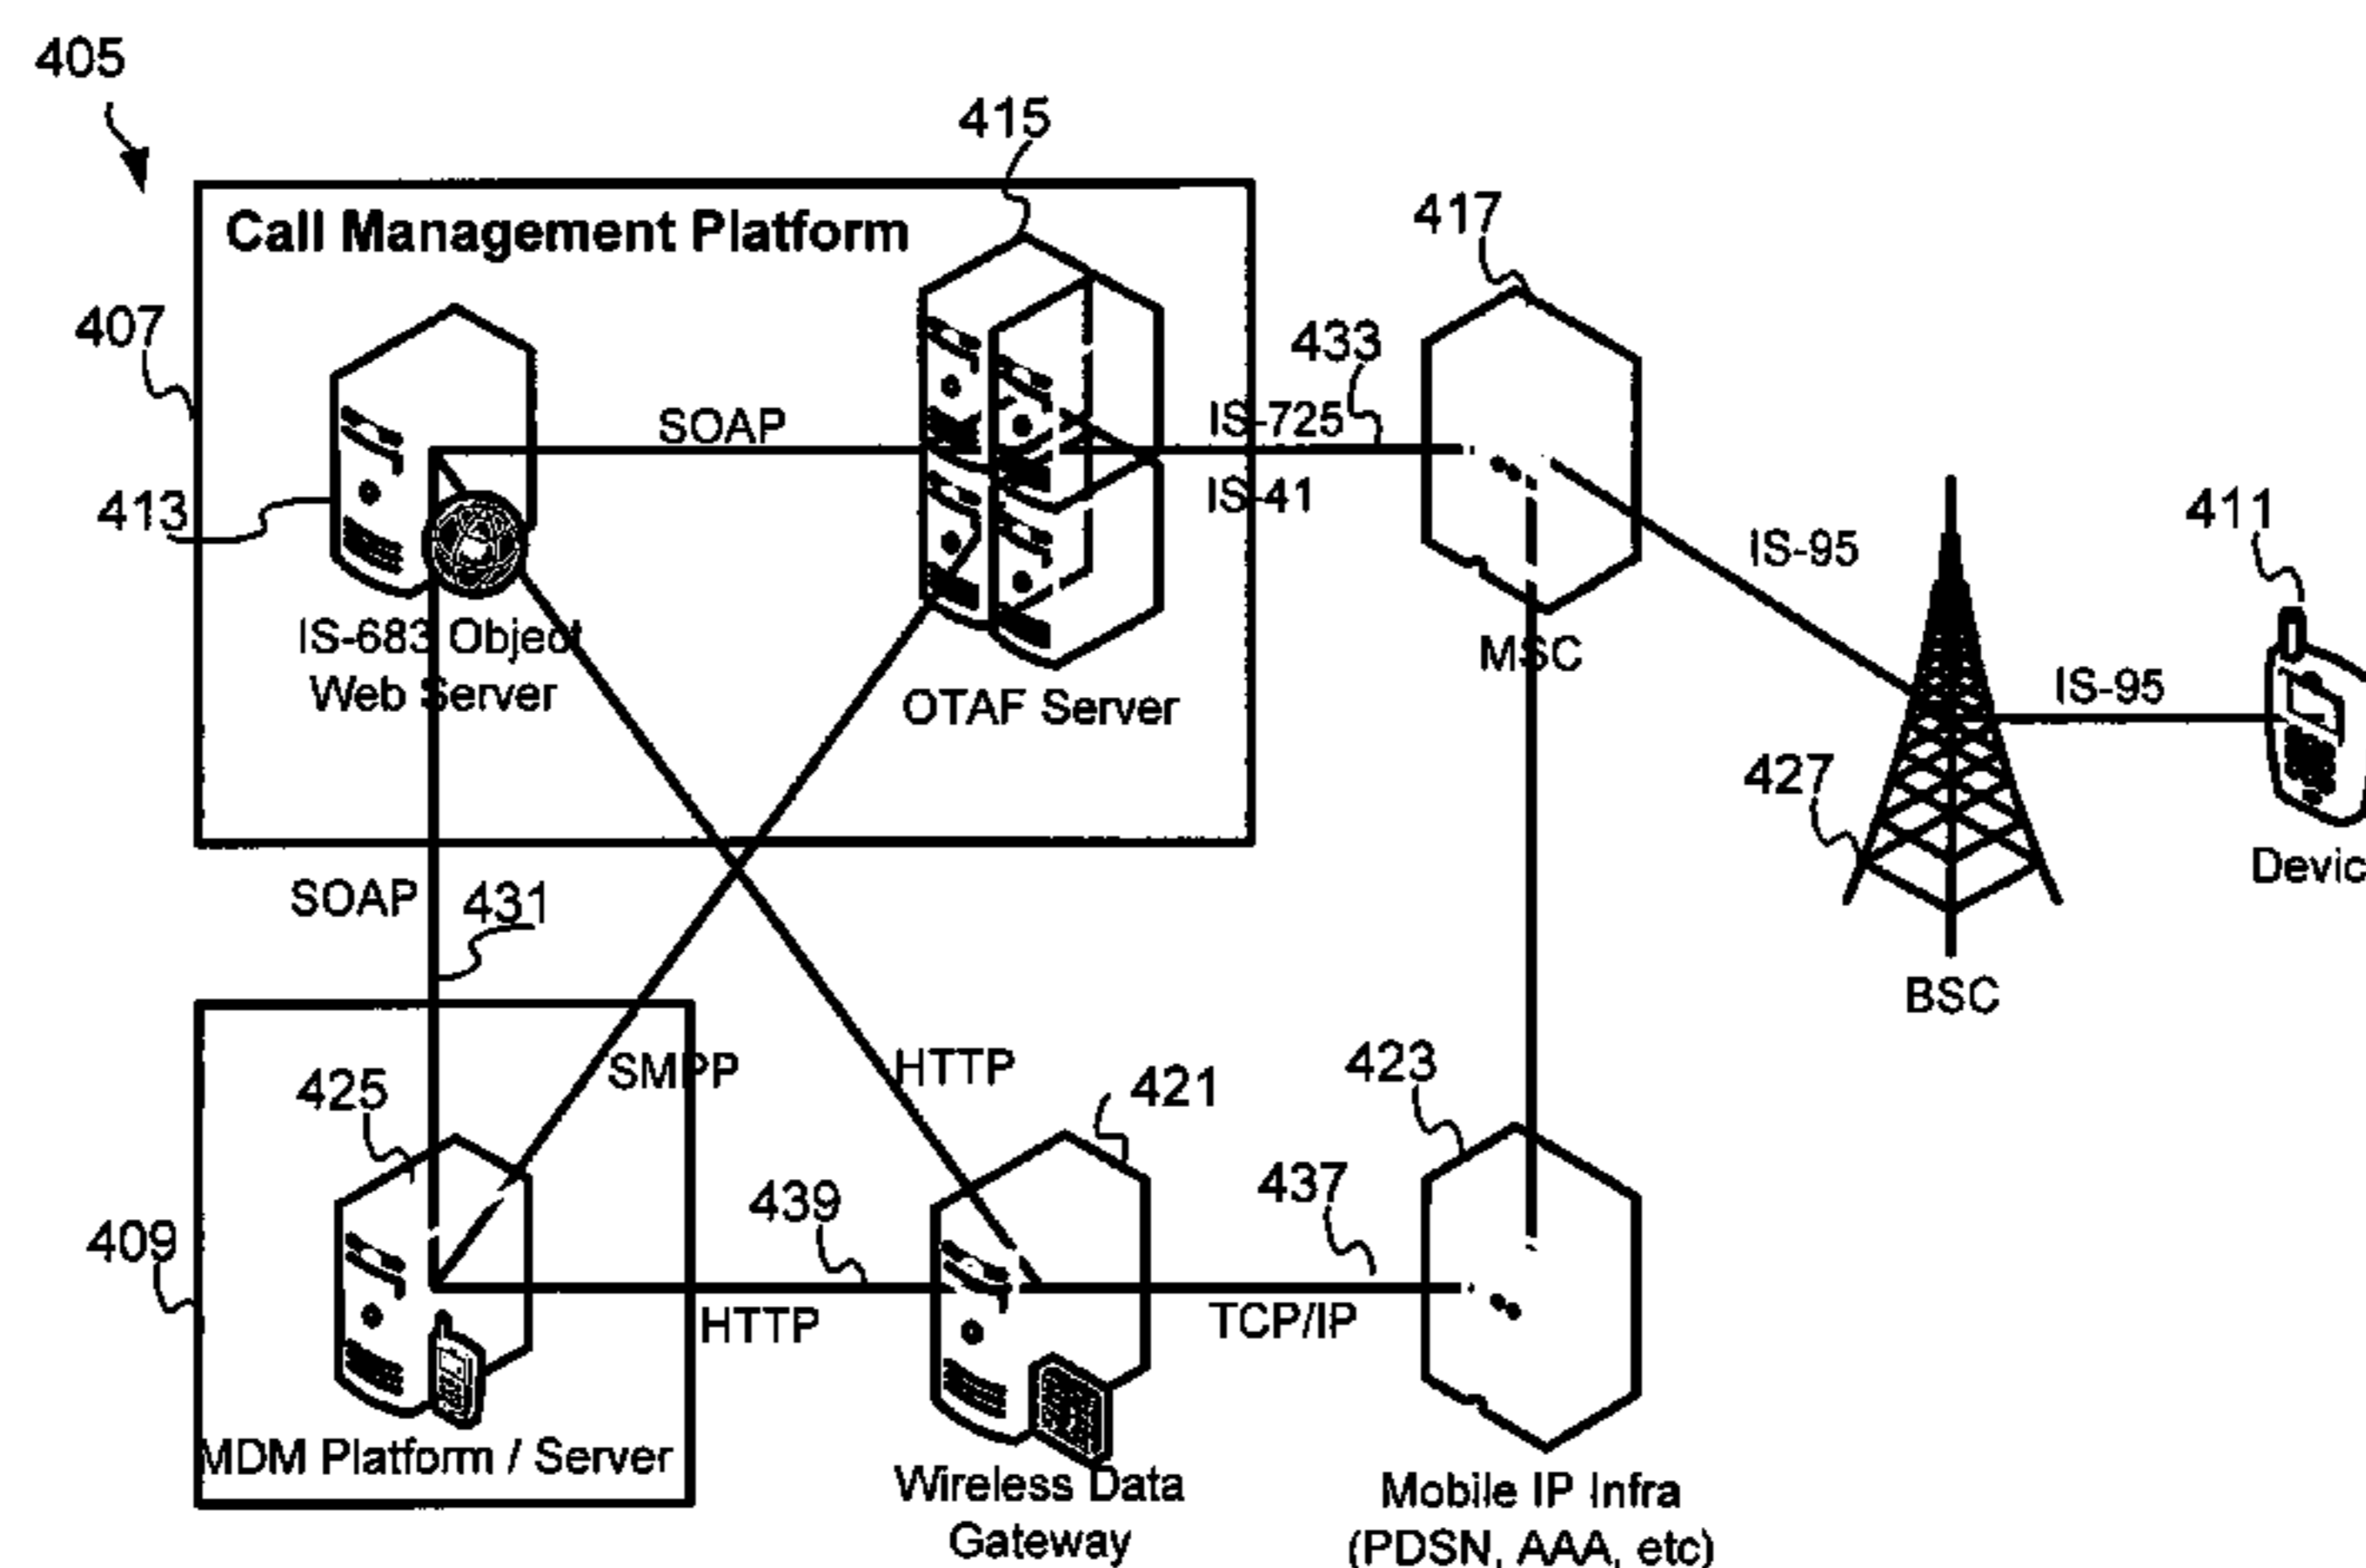 405
415
Call Management Platform
417
407
433
SOAP
IS-725
IS-41
413
IS-95
411
IS-683 Object
Web Server
MSC
OTAF Server
IS-95
427
Devic
SOAP
431
BSC
SMPP
HTTP
425
421
423
409
439
437
HTTP
TCP/IP
MDM Platform / Server
Wireless Data
Gateway
Mobile IP Infra
(PDSN, AAA, etc)